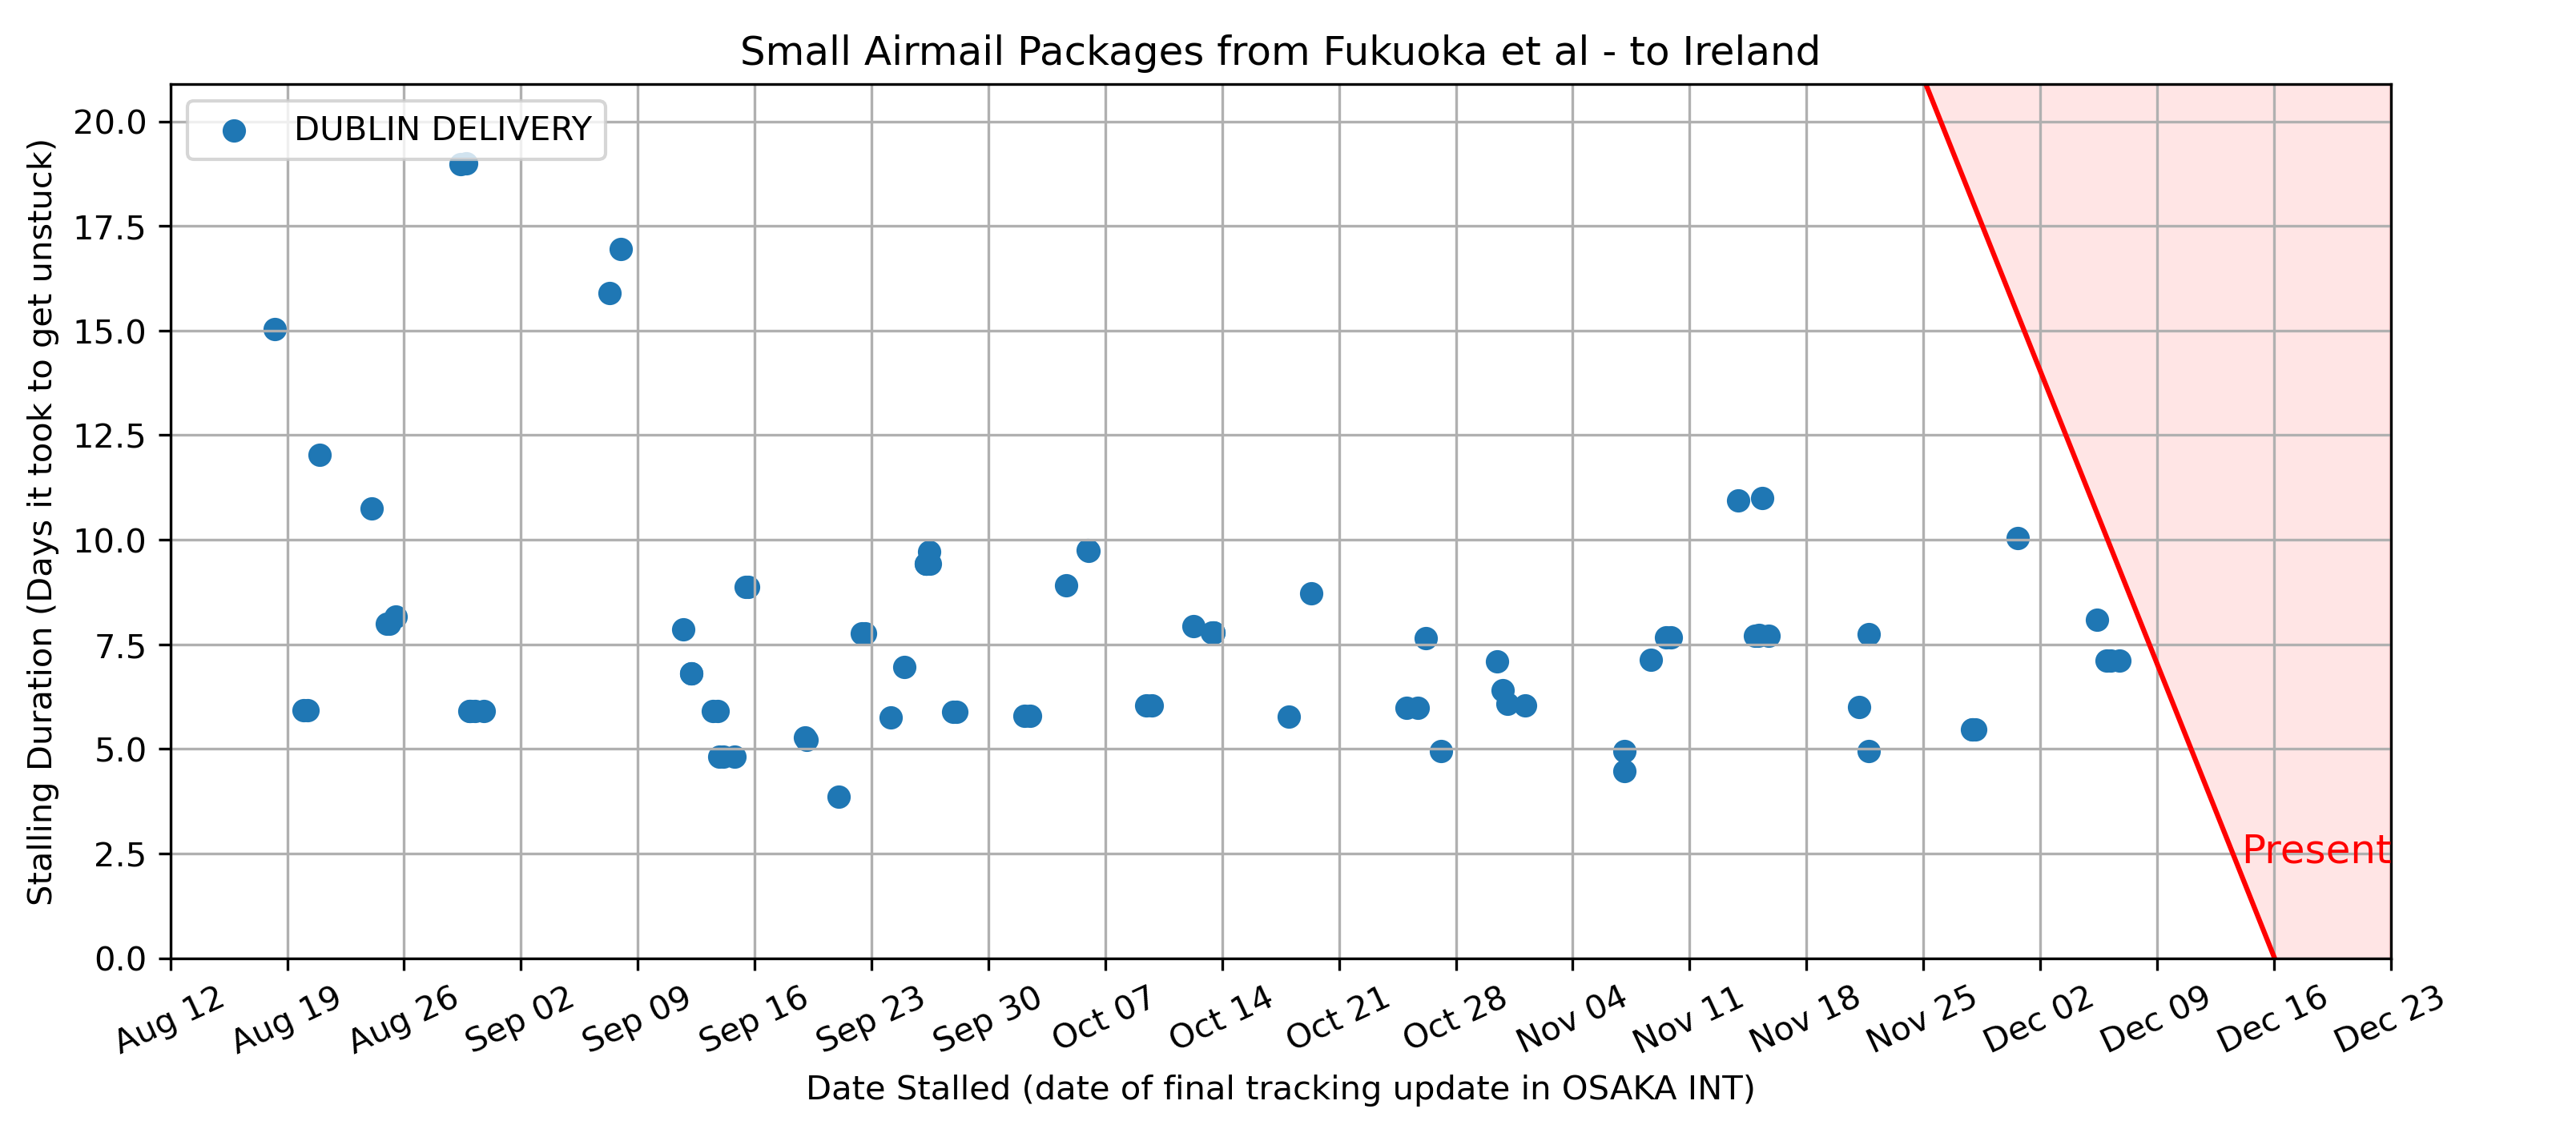 Small Airmail Packages from Fukuoka et al - to Ireland
DUBLIN DELIVERY
Stalling Duration (Days it took to get unstuck)
20.0
17.5
15.0
12.5
10.0
7.5
5.0
2.5
0.0
Present
Aug 12
Aug 19
Aug 26
Sep 02
Sep 09
Sep 16
Sep 23
Sep 30
Oct 07
Oct 14
Oct 21
Oct 28
Nov 04
Nov 11
Nov 18
Nov 25
Dec 02
Dec 09
Dec 16
Dec 23
Date Stalled (date of final tracking update in OSAKA INT)